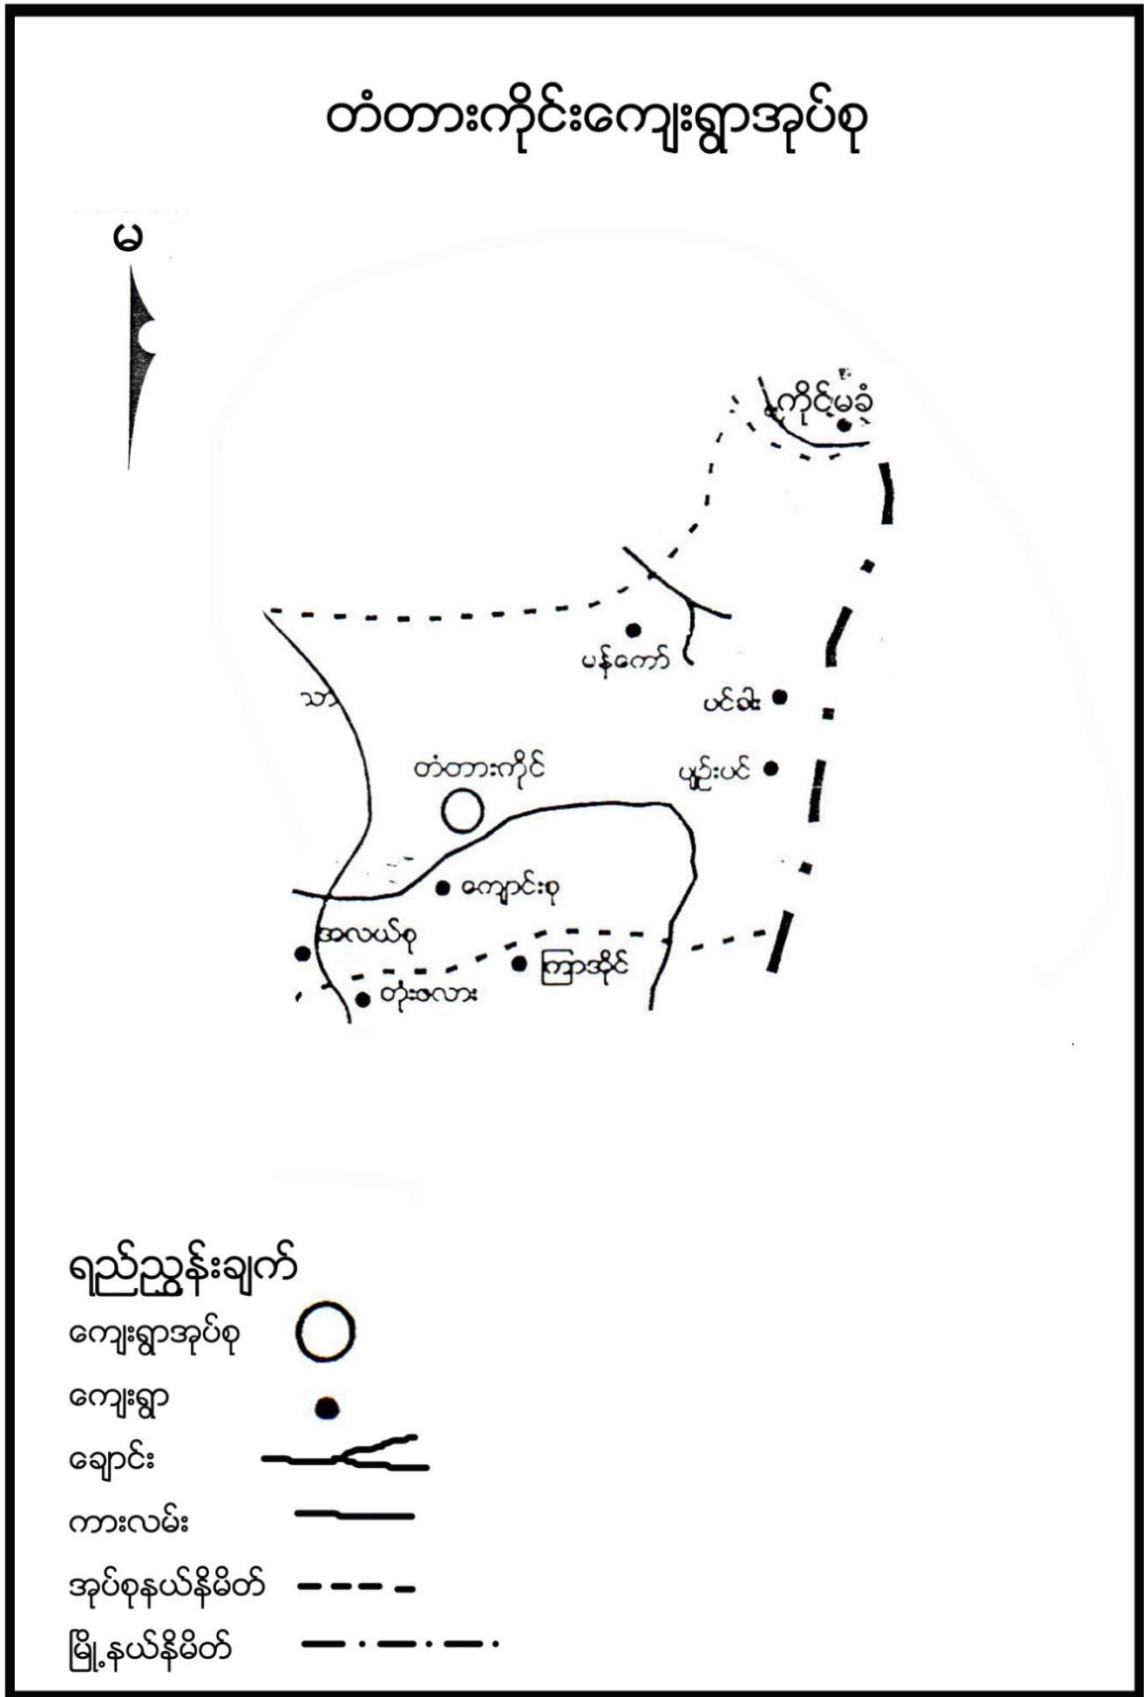 တံတားကိုင်းကျေးရွာအုပ်စု
မ
ကိုင်မခံ
မန်ကော်
ပင်ခါး
သာ
တံတားကိုင်
ပျဉ်းပင်
ကျောင်းစု
အလယ်စု
ကြာအိုင်
တုံးဇလား
ရည်ညွှန်းချက်
ကျေးရွာအုပ်စု
ကျေးရွာ
ချောင်း
ကားလမ်း
အုပ်စုနယ်နိမိတ်
မြို့နယ်နိမိတ်